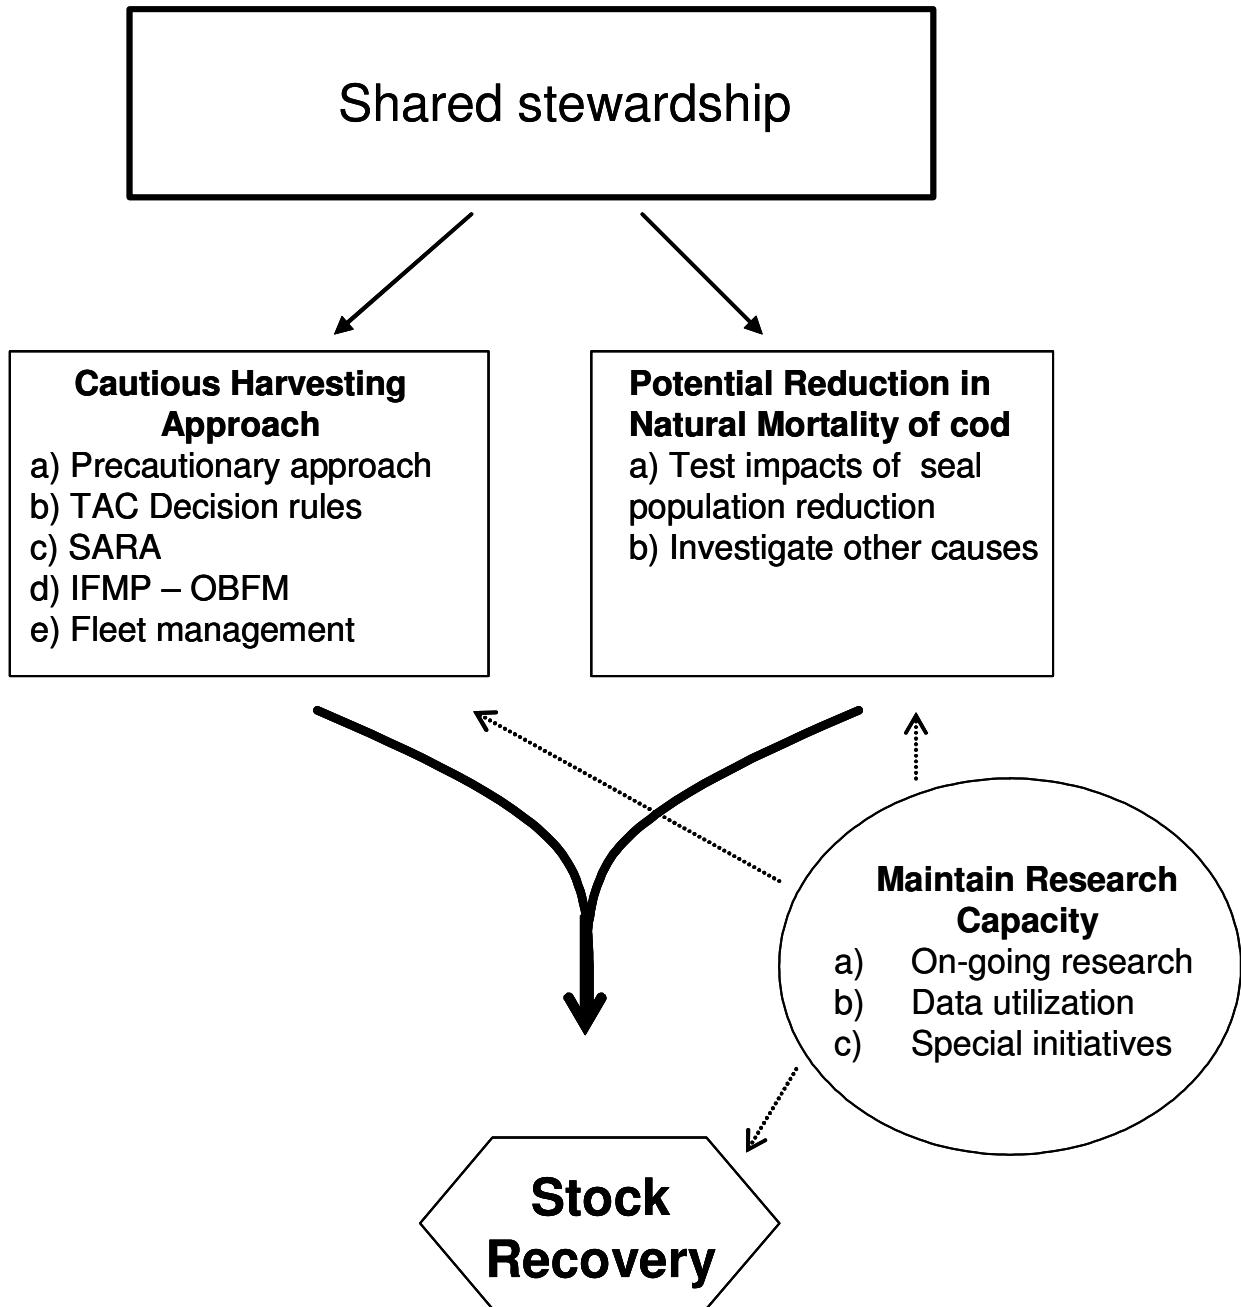 Shared stewardship
Cautious Harvesting
Approach
a) Precautionary approach
b) TAC Decision rules
c) SARA
d) IFMP – OBFM
e) Fleet management
Potential Reduction in
Natural Mortality of cod
a) Test impacts of  seal
population reduction
b) Investigate other causes
Maintain Research
Capacity
a) On-going research
b) Data utilization
c) Special initiatives
Stock
Recovery